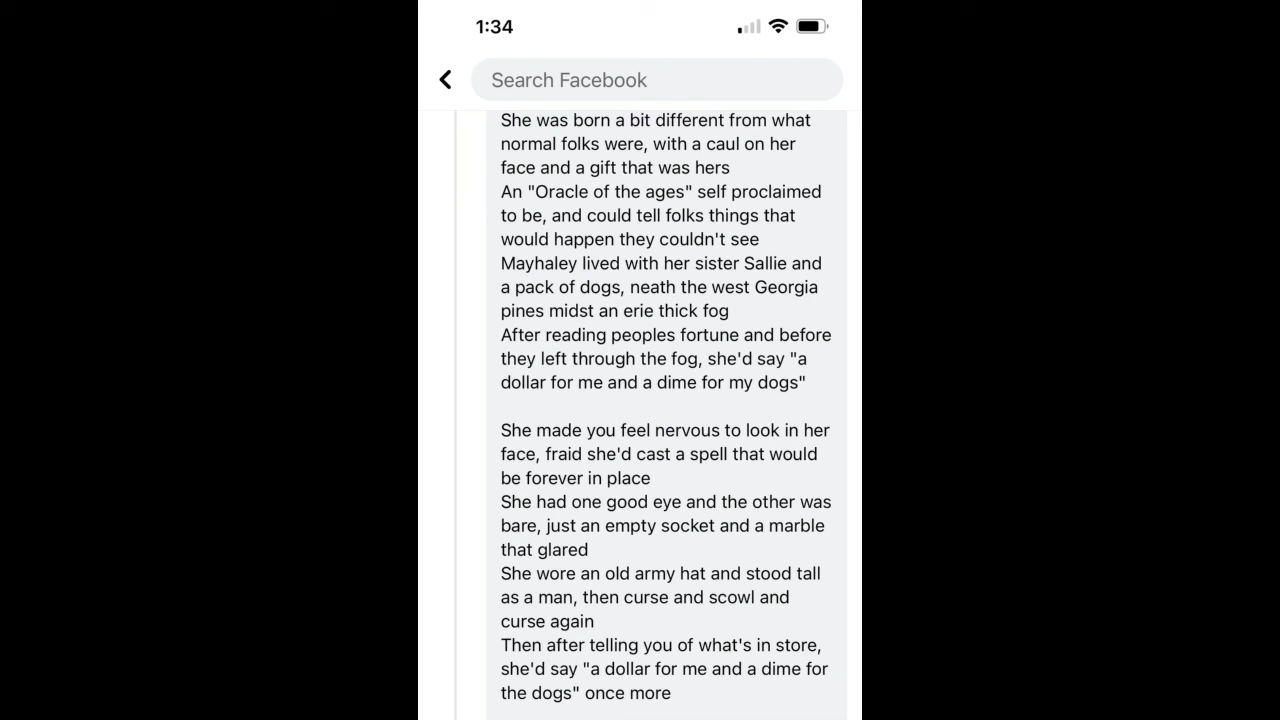 1:34
Search Facebook
She was born a bit different from what
normal folks were, with a caul on her
face and a gift that was hers
An "Oracle of the ages" self proclaimed
to be, and could tell folks things that
would happen they couldn't see
Mayhaley lived with her sister Sallie and
a pack of dogs, neath the west Georgia
pines midst an erie thick fog
After reading peoples fortune and before
they left through the fog, she'd say "a
dollar for me and a dime for my dogs"
She made you feel nervous to look in her
face, fraid she'd cast a spell that would
be forever in place
She had one good eye and the other was
bare, just an empty socket and a marble
that glared
She wore an old army hat and stood tall
as a man, then curse and scowl and
curse again
Then after telling you of what's in store,
she'd say "a dollar for me and a dime for
the dogs" once more